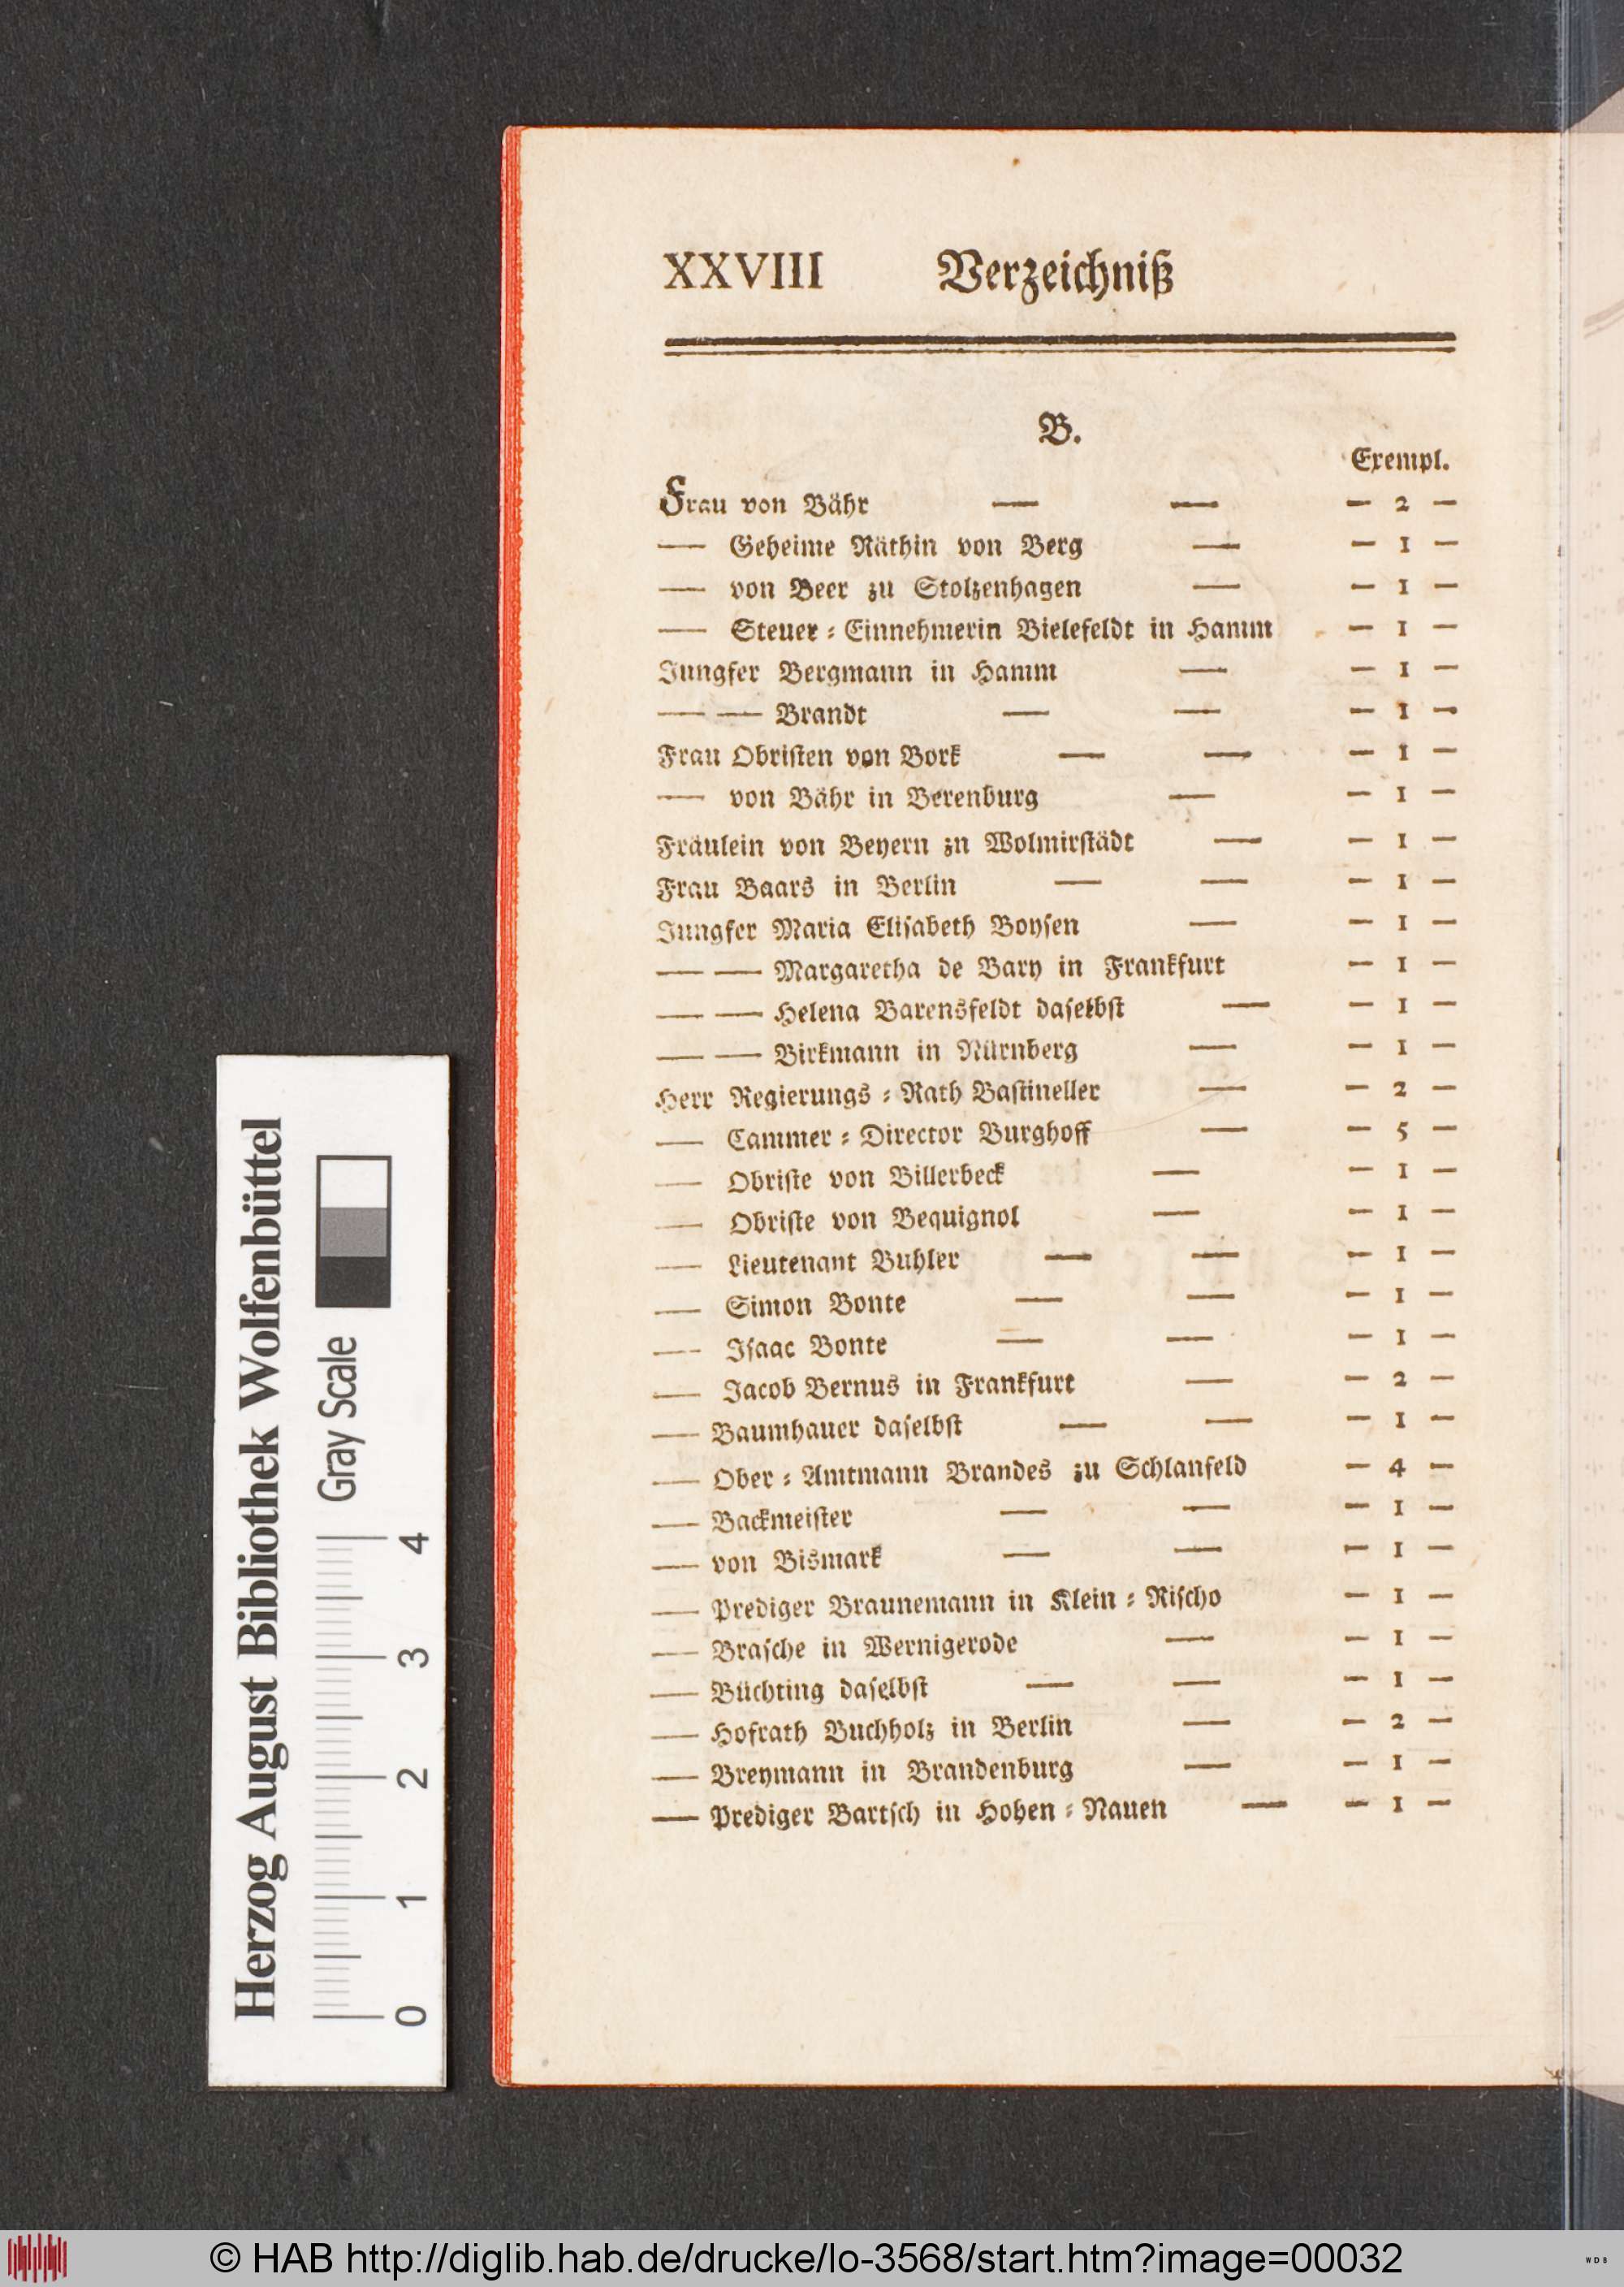 XXVIII Verzeichniß
B.
Exempl.
Frau von Bähr — — — 2 —
— Geheime Räthin von Berg — — 1 —
— von Beer zu Stolzenhagen — — 1 —
— Steuer = Einnehmerin Bielefeldt in Hamm — 1 —
Jungfer Bergmann in Hamm — — 1 —
— — Brandt — — — 1 —
Frau Obristen von Bork — — — 1 —
— von Bähr in Berenburg — — 1 —
Fräulein von Beyern zn Wolmirstädt — — 1 —
Frau Baars in Berlin — — — 1 —
Jungfer Maria Elisabeth Boysen — — 1 —
— — Margaretha de Bary in Frankfurt — 1 —
— — Helena Barensfeldt daselbst — — 1 —
— — Birkmann in Nürnberg — — 1 —
Herr Regierungs = Rath Bastineller — — 2 —
— Cammer = Director Burghoff — — 5 —
— Obriste von Billerbeck — — 1 —
— Obriste von Bequignol — — 1 —
— Lieutenant Buhler — — — 1 —
— Simon Bonte — — — 1 —
— Isaac Bonte — — — 1 —
— Jacob Bernus in Frankfurt — — 2 —
— Baumhauer daselbst — — — 1 —
— Ober = Amtmann Brandes zu Schlanfeld — 4 —
— Backmeister — — — 1 —
— von Bismark — — — 1 —
— Prediger Braunemann in Klein = Rischo — 1 —
— Brasche in Wernigerode — — 1 —
— Büchting daselbst — — — 1 —
— Hofrath Buchholz in Berlin — — 2 —
— Breymann in Brandenburg — — 1 —
— Prediger Bartsch in Hohen = Nauen — — 1 —
Herzog August Bibliothek Wolfenbüttel
Gray Scale
0 1 2 3 4
© HAB http://diglib.hab.de/drucke/lo-3568/start.htm?image=00032
WDB